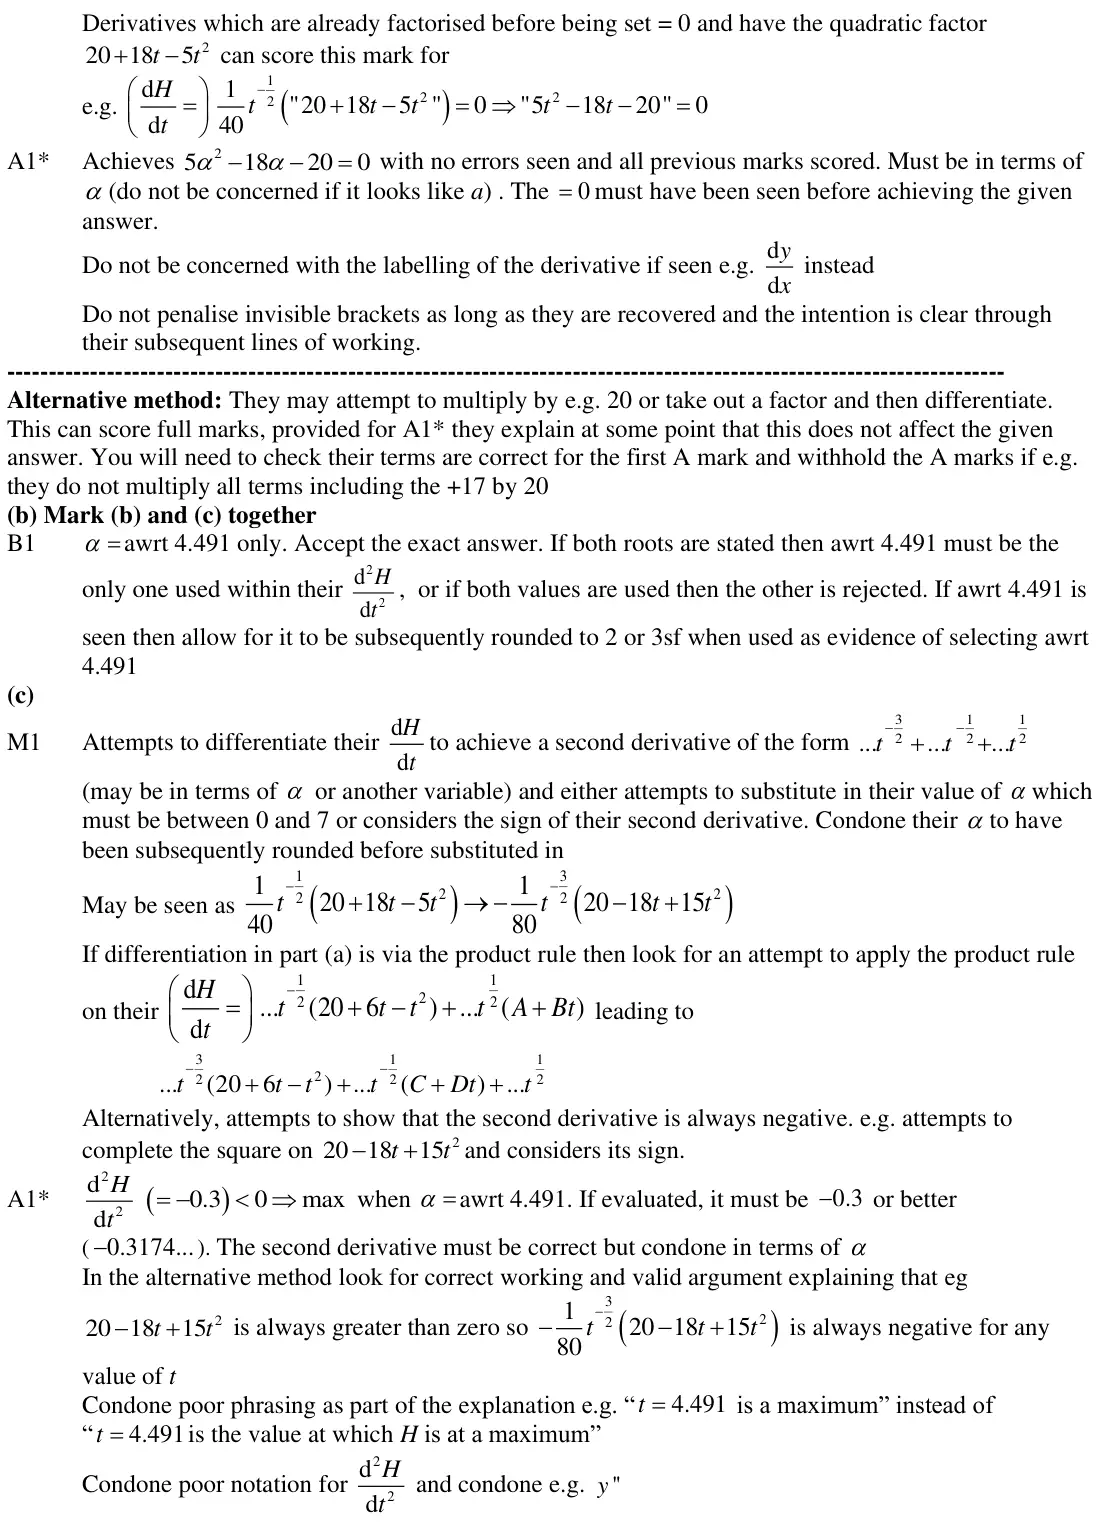 Derivatives which are already factorised before being set = 0 and have the quadratic factor
20+18t−5t² can score this mark for
e.g. (dH/dt =) 1/40 t^(−1/2) ("20+18t−5t²") = 0 ⇒ "5t²−18t−20" = 0
A1* Achieves 5α²−18α−20 = 0 with no errors seen and all previous marks scored. Must be in terms of
α (do not be concerned if it looks like a) . The = 0 must have been seen before achieving the given
answer.
Do not be concerned with the labelling of the derivative if seen e.g. dy/dx instead
Do not penalise invisible brackets as long as they are recovered and the intention is clear through
their subsequent lines of working.
Alternative method: They may attempt to multiply by e.g. 20 or take out a factor and then differentiate.
This can score full marks, provided for A1* they explain at some point that this does not affect the given
answer. You will need to check their terms are correct for the first A mark and withhold the A marks if e.g.
they do not multiply all terms including the +17 by 20
(b) Mark (b) and (c) together
B1 α = awrt 4.491 only. Accept the exact answer. If both roots are stated then awrt 4.491 must be the
only one used within their d²H/dt², or if both values are used then the other is rejected. If awrt 4.491 is
seen then allow for it to be subsequently rounded to 2 or 3sf when used as evidence of selecting awrt
4.491
(c)
M1 Attempts to differentiate their dH/dt to achieve a second derivative of the form ...t^(−3/2) + ...t^(−1/2) + ...t^(1/2)
(may be in terms of α or another variable) and either attempts to substitute in their value of α which
must be between 0 and 7 or considers the sign of their second derivative. Condone their α to have
been subsequently rounded before substituted in
May be seen as 1/40 t^(−1/2) (20+18t−5t²) → −1/80 t^(−3/2) (20−18t+15t²)
If differentiation in part (a) is via the product rule then look for an attempt to apply the product rule
on their (dH/dt =) ...t^(−1/2) (20+6t−t²) + ...t^(1/2) (A+Bt) leading to
...t^(−3/2) (20+6t−t²) + ...t^(−1/2) (C+Dt) + ...t^(1/2)
Alternatively, attempts to show that the second derivative is always negative. e.g. attempts to
complete the square on 20−18t+15t² and considers its sign.
A1* d²H/dt² (= −0.3) < 0 ⇒ max when α = awrt 4.491. If evaluated, it must be −0.3 or better
(−0.3174...). The second derivative must be correct but condone in terms of α
In the alternative method look for correct working and valid argument explaining that eg
20−18t+15t² is always greater than zero so −1/80 t^(−3/2) (20−18t+15t²) is always negative for any
value of t
Condone poor phrasing as part of the explanation e.g. “t = 4.491 is a maximum” instead of
“t = 4.491 is the value at which H is at a maximum”
Condone poor notation for d²H/dt² and condone e.g. y"